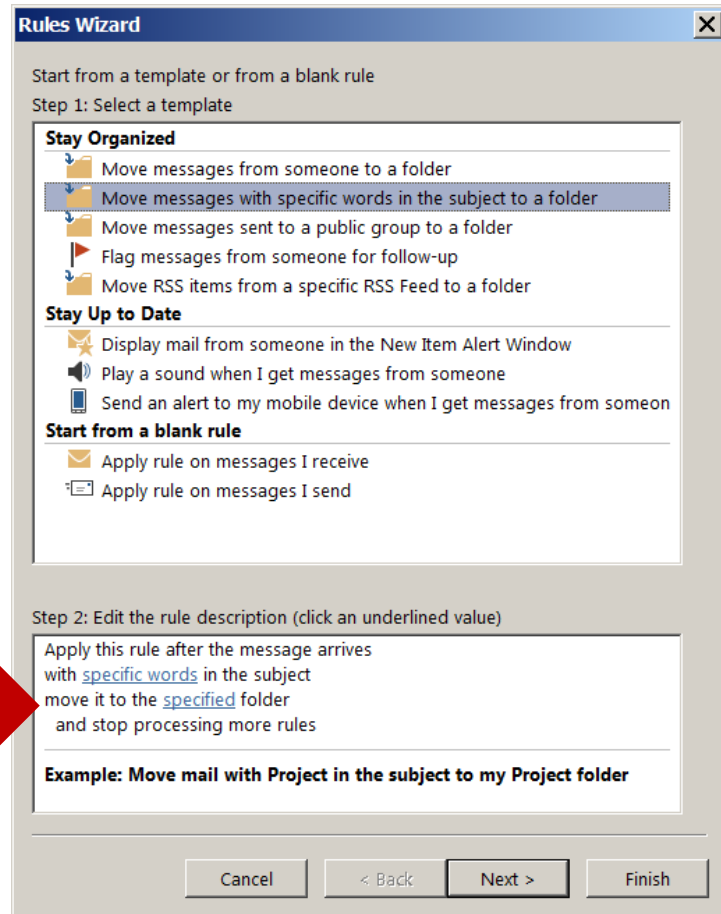 Rules Wizard
Start from a template or from a blank rule
Step 1: Select a template
Stay Organized
Move messages from someone to a folder
Move messages with specific words in the subject to a folder
Move messages sent to a public group to a folder
Flag messages from someone for follow-up
Move RSS items from a specific RSS Feed to a folder
Stay Up to Date
Display mail from someone in the New Item Alert Window
Play a sound when I get messages from someone
Send an alert to my mobile device when I get messages from someon
Start from a blank rule
Apply rule on messages I receive
Apply rule on messages I send
Step 2: Edit the rule description (click an underlined value)
Apply this rule after the message arrives
with specific words in the subject
move it to the specified folder
and stop processing more rules
Example: Move mail with Project in the subject to my Project folder
Cancel < Back Next > Finish